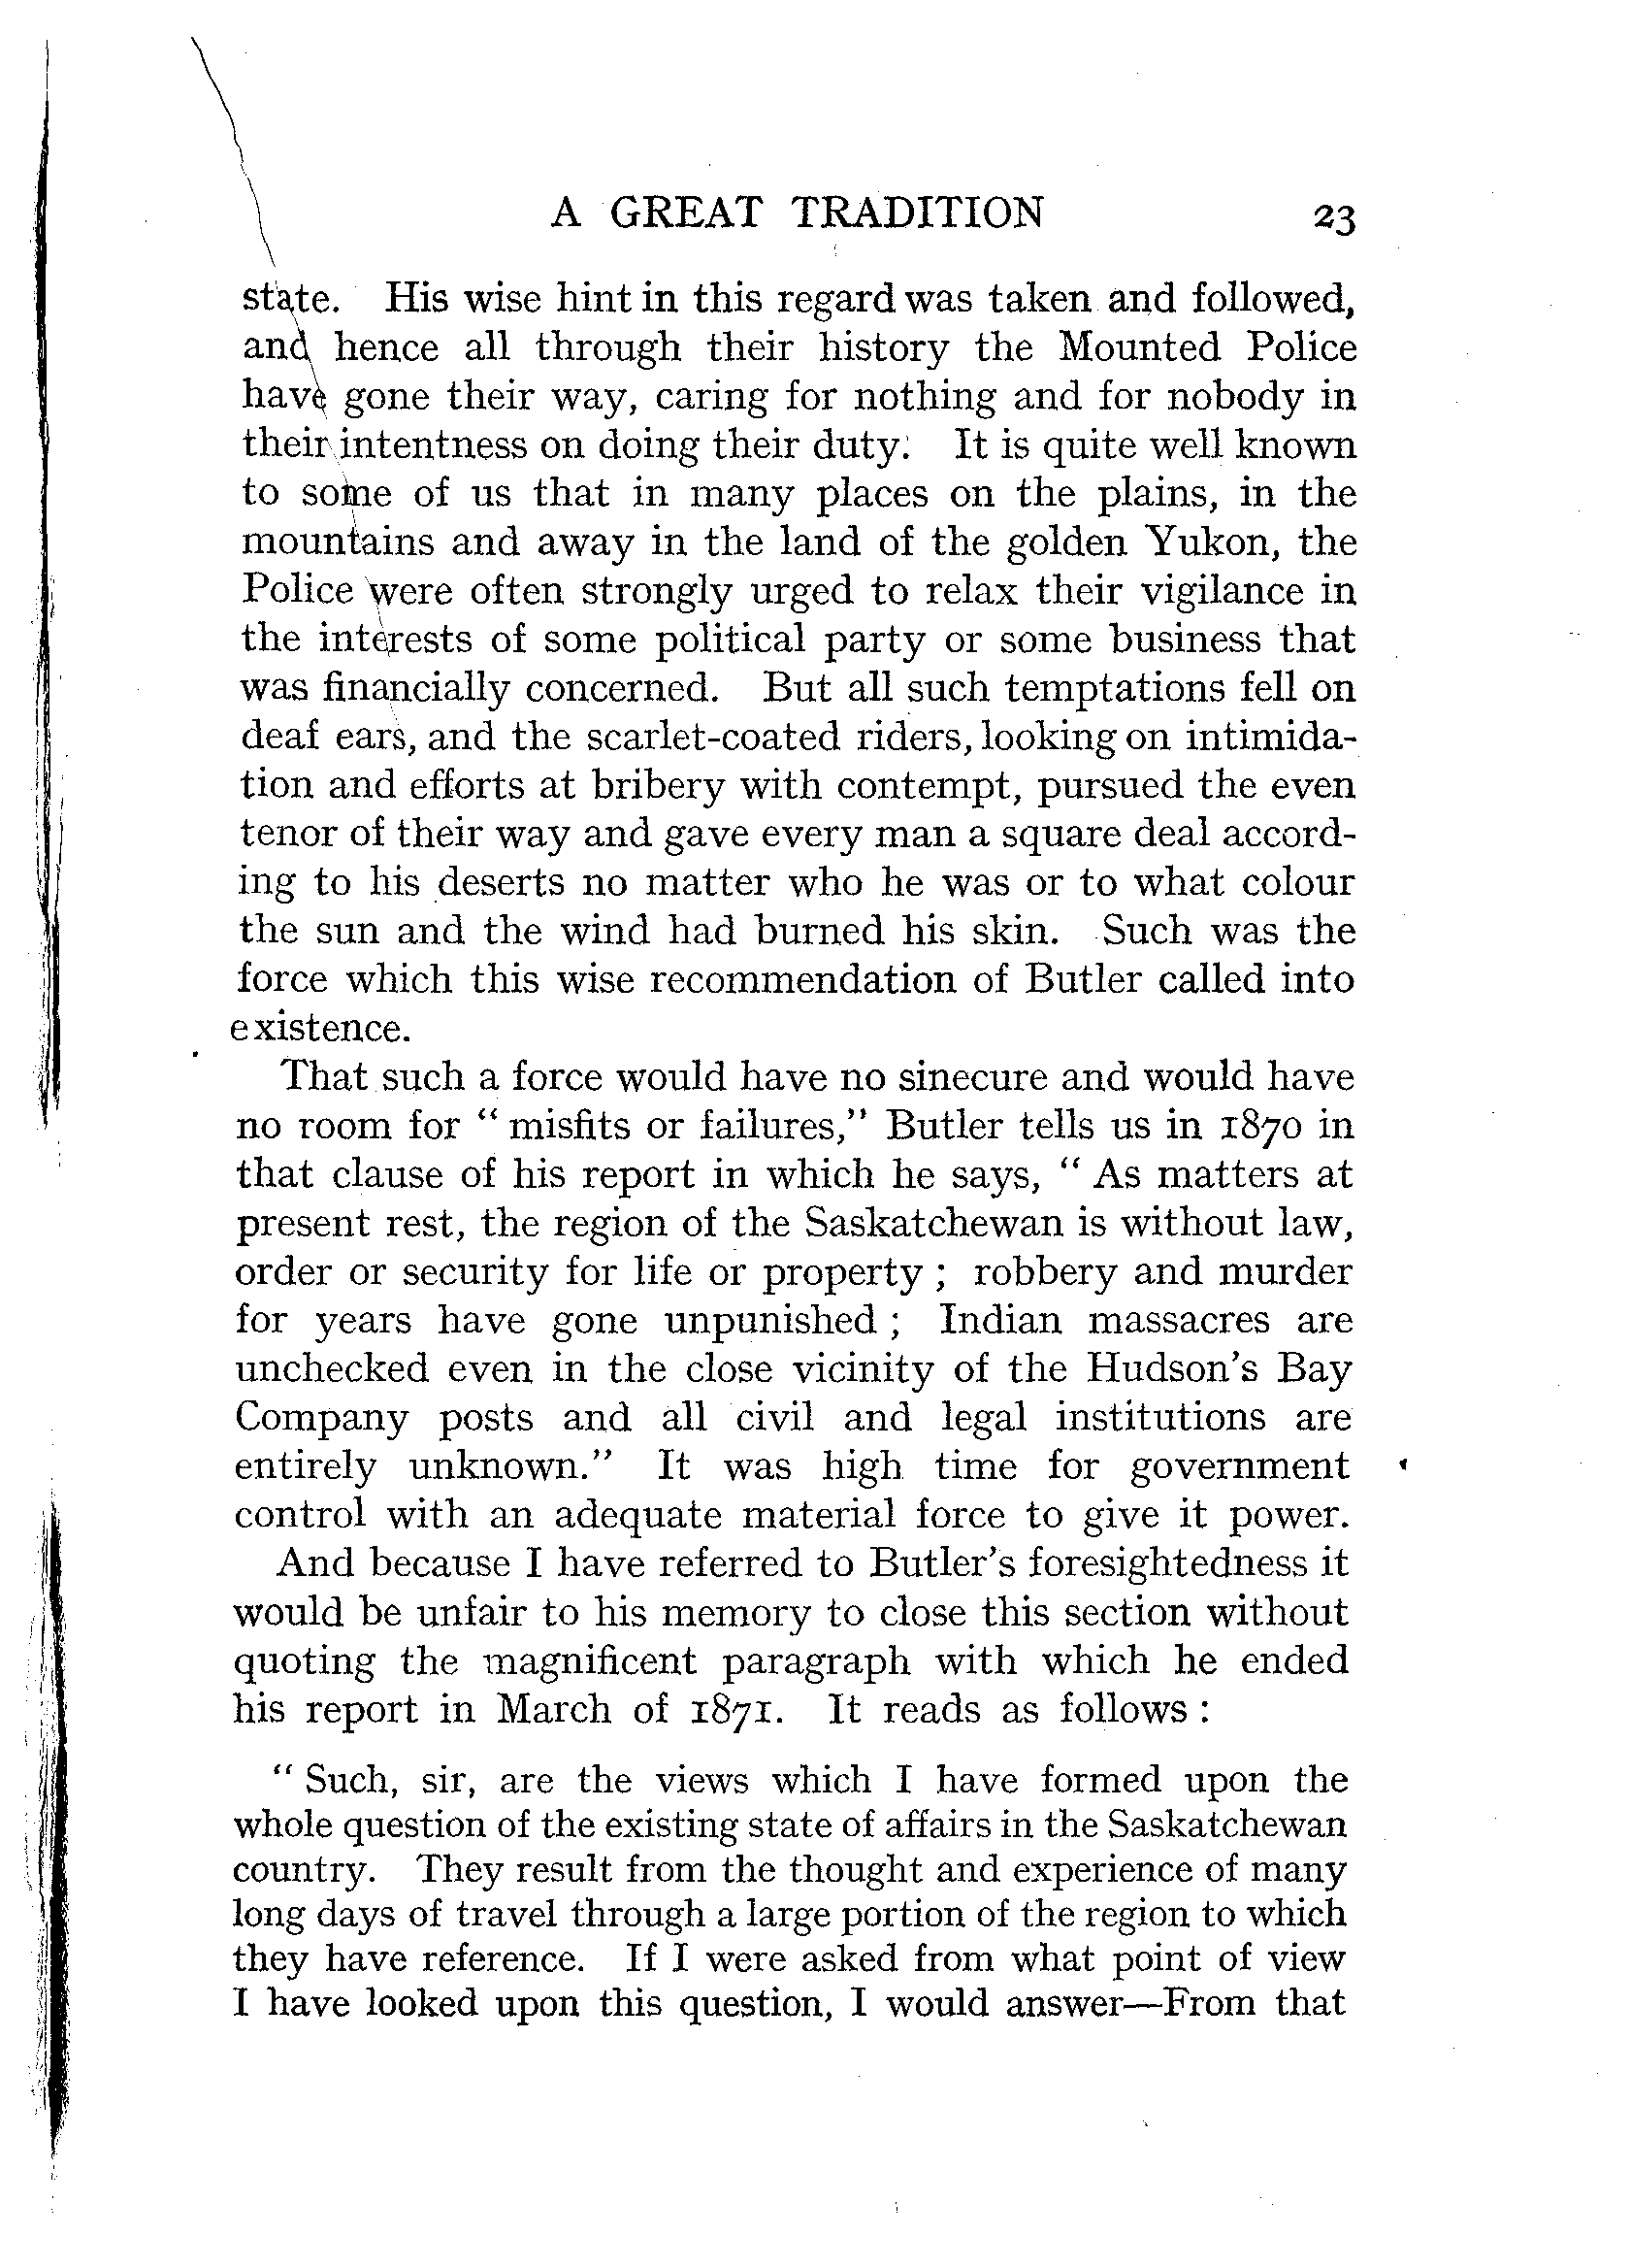 A GREAT TRADITION 23
state. His wise hint in this regard was taken and followed,
and hence all through their history the Mounted Police
have gone their way, caring for nothing and for nobody in
their intentness on doing their duty. It is quite well known
to some of us that in many places on the plains, in the
mountains and away in the land of the golden Yukon, the
Police were often strongly urged to relax their vigilance in
the interests of some political party or some business that
was financially concerned. But all such temptations fell on
deaf ears, and the scarlet-coated riders, looking on intimida-
tion and efforts at bribery with contempt, pursued the even
tenor of their way and gave every man a square deal accord-
ing to his deserts no matter who he was or to what colour
the sun and the wind had burned his skin. Such was the
force which this wise recommendation of Butler called into
existence.
That such a force would have no sinecure and would have
no room for " misfits or failures," Butler tells us in 1870 in
that clause of his report in which he says, " As matters at
present rest, the region of the Saskatchewan is without law,
order or security for life or property ; robbery and murder
for years have gone unpunished ; Indian massacres are
unchecked even in the close vicinity of the Hudson's Bay
Company posts and all civil and legal institutions are
entirely unknown." It was high time for government
control with an adequate material force to give it power.
And because I have referred to Butler's foresightedness it
would be unfair to his memory to close this section without
quoting the magnificent paragraph with which he ended
his report in March of 1871. It reads as follows :
" Such, sir, are the views which I have formed upon the
whole question of the existing state of affairs in the Saskatchewan
country. They result from the thought and experience of many
long days of travel through a large portion of the region to which
they have reference. If I were asked from what point of view
I have looked upon this question, I would answer—From that